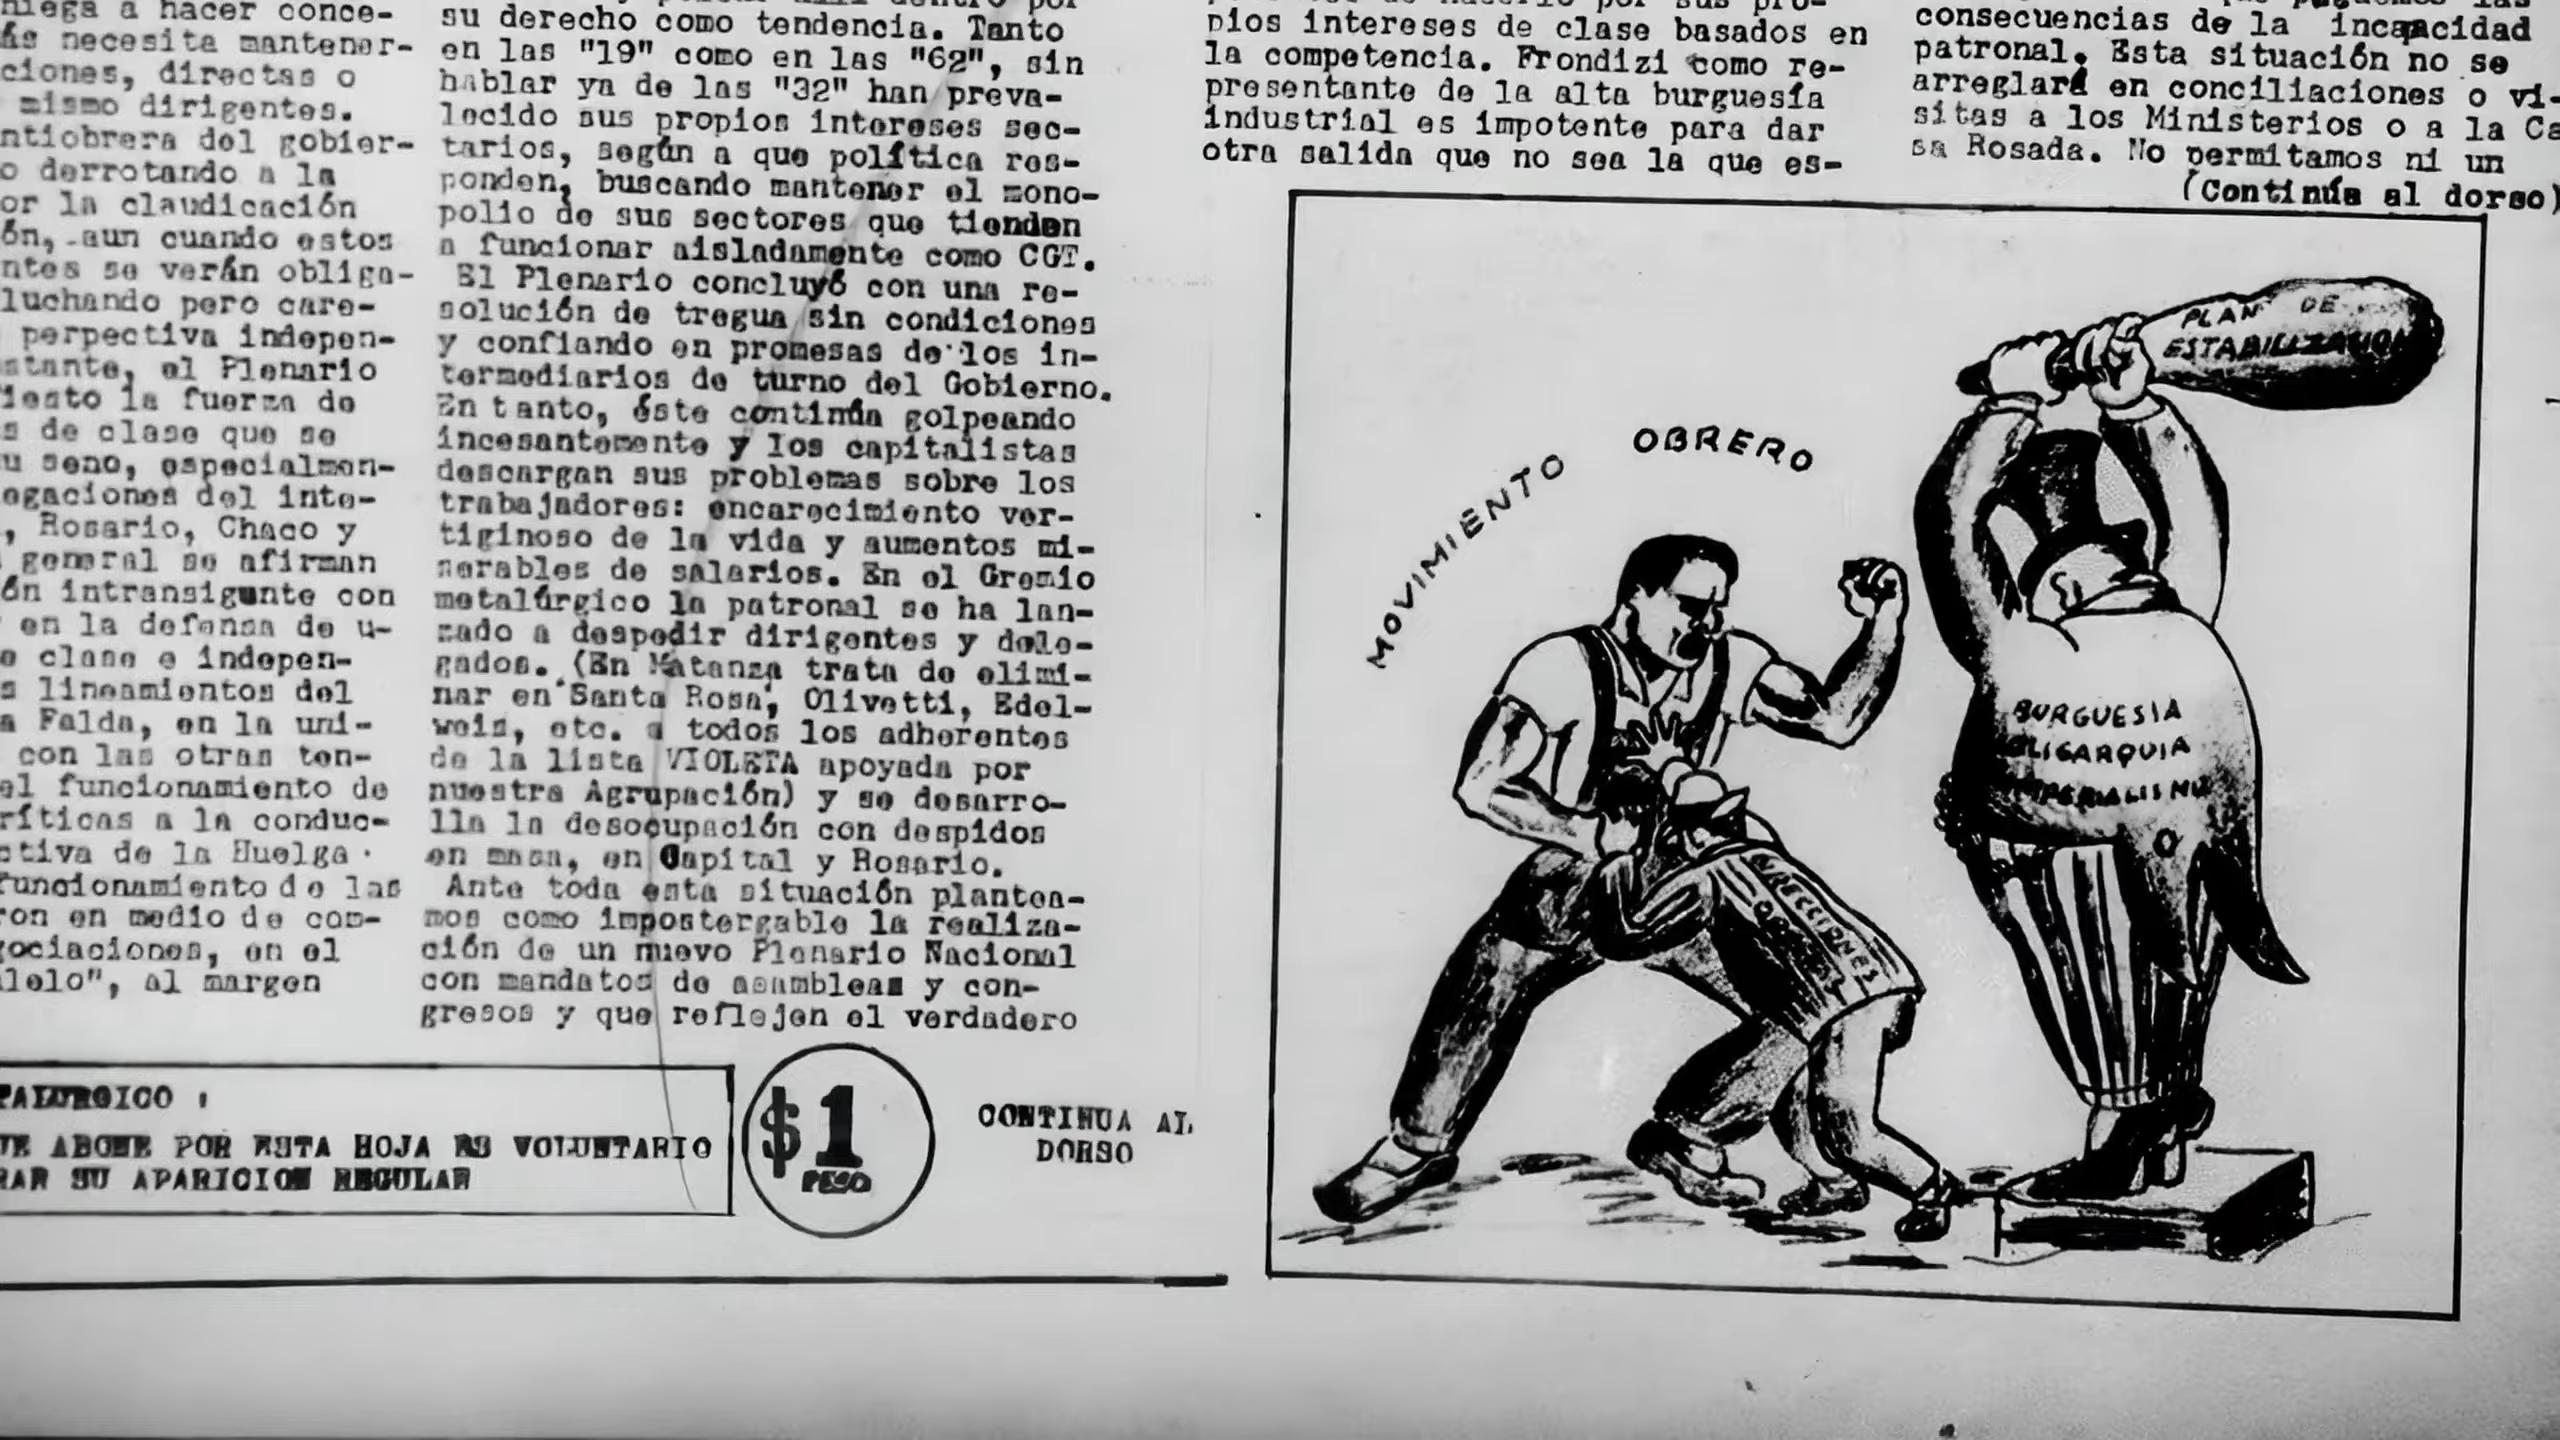 niega a hacer conce-
ás necesita mantener-
ciones, directas o
mismo dirigentes.
ntiobrera del gobier-
o derrotando a la
or la claudicación
ón, aun cuando estos
ntes se verán obliga-
luchando pero care-
perpectiva indepen-
stante, el Plenario
iesto la fuerza de
s de clase que se
u seno, especialmen-
egaciones del inte-
, Rosario, Chaco y
general se afirman
ón intransigente con
en la defensa de u-
e clase e indepen-
s lineamientos del
a Falda, en la uni-
con las otras ten-
el funcionamiento de
ríticas a la conduc-
ctiva de la Huelga
funcionamiento de las
ron en medio de com-
gociaciones, en el
lelo", al margen
su derecho como tendencia. Tanto
en las "19" como en las "62", sin
hablar ya de las "32" han preva-
lecido sus propios intereses sec-
tarios, según a que política res-
ponden, buscando mantener el mono-
polio de sus sectores que tienden
a funcionar aisladamente como CGT.
El Plenario concluyó con una re-
solución de tregua sin condiciones
y confiando en promesas de los in-
termediarios de turno del Gobierno.
En tanto, éste continúa golpeando
incesantemente y los capitalistas
descargan sus problemas sobre los
trabajadores: encarecimiento ver-
tiginoso de la vida y aumentos mi-
serables de salarios. En el Gremio
metalúrgico la patronal se ha lan-
zado a despedir dirigentes y dele-
gados. (En Matanza trata de elimi-
nar en Santa Rosa, Olivetti, Edel-
weis, etc. a todos los adherentes
de la lista VIOLETA apoyada por
nuestra Agrupación) y se desarro-
lla la desocupación con despidos
en masa, en Capital y Rosario.
Ante toda esta situación plantea-
mos como impostergable la realiza-
ción de un nuevo Plenario Nacional
con mandatos de asambleas y con-
gresos y que reflejen el verdadero
TALURGICO :
UE ABONE POR ESTA HOJA ES VOLUNTARIO
RAR SU APARICION REGULAR
$1
PESO
CONTINUA AL
DORSO
pios intereses de clase basados en
la competencia. Frondizi como re-
presentante de la alta burguesía
industrial es impotente para dar
otra salida que no sea la que es-
consecuencias de la incapacidad
patronal. Esta situación no se
arreglará en conciliaciones o vi-
sitas a los Ministerios o a la Ca
sa Rosada. No permitamos ni un
(Continúa al dorso)
MOVIMIENTO OBRERO
PLAN DE
ESTABILIZACION
BURGUESIA
OLIGARQUIA
IMPERIALISMO
DIRECCIONES